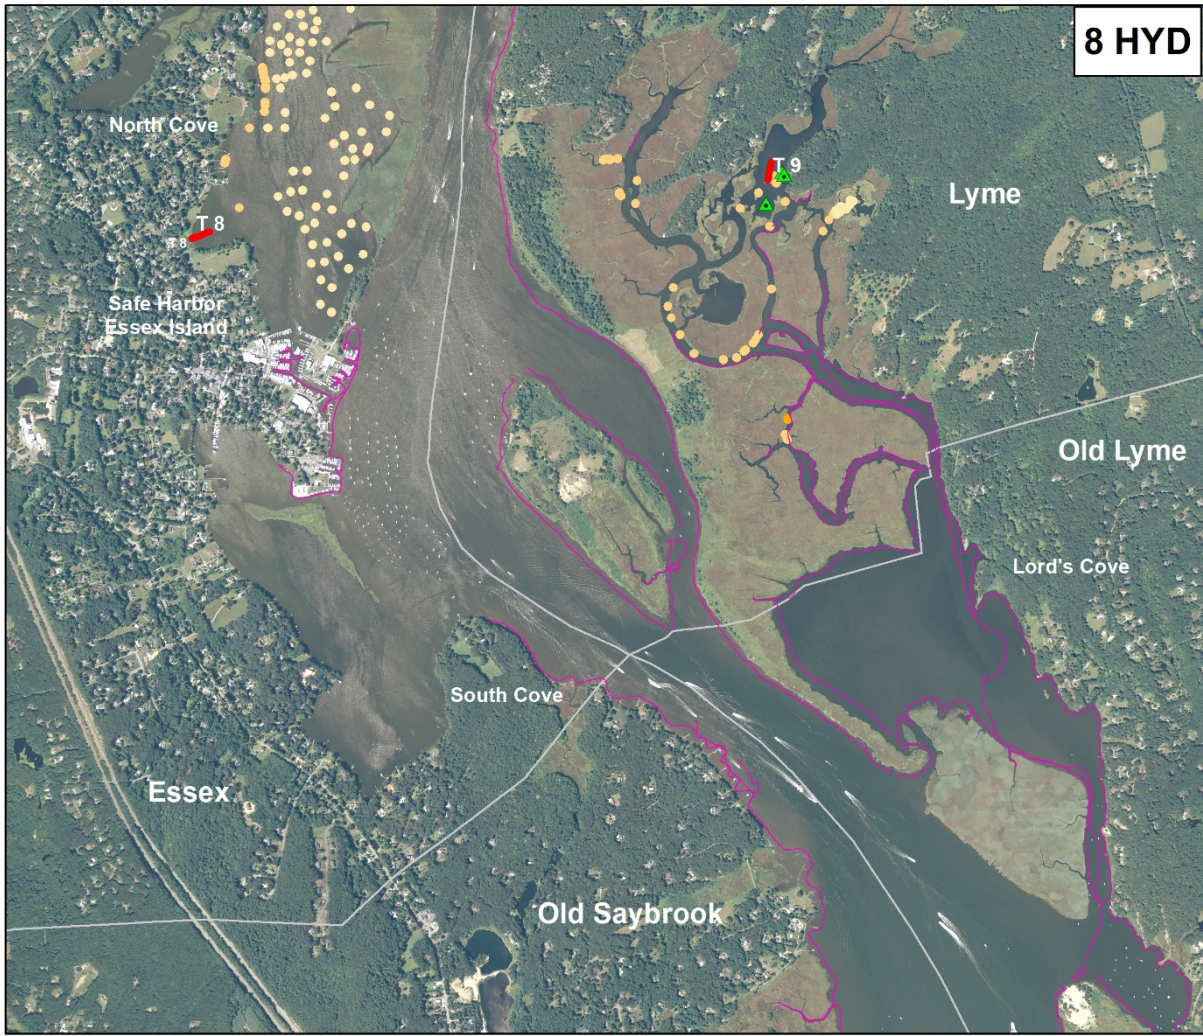 8 HYD
North Cove
T 9
Lyme
T 8
T 8
Safe Harbor
Essex Island
Old Lyme
Lord's Cove
South Cove
Essex
Old Saybrook